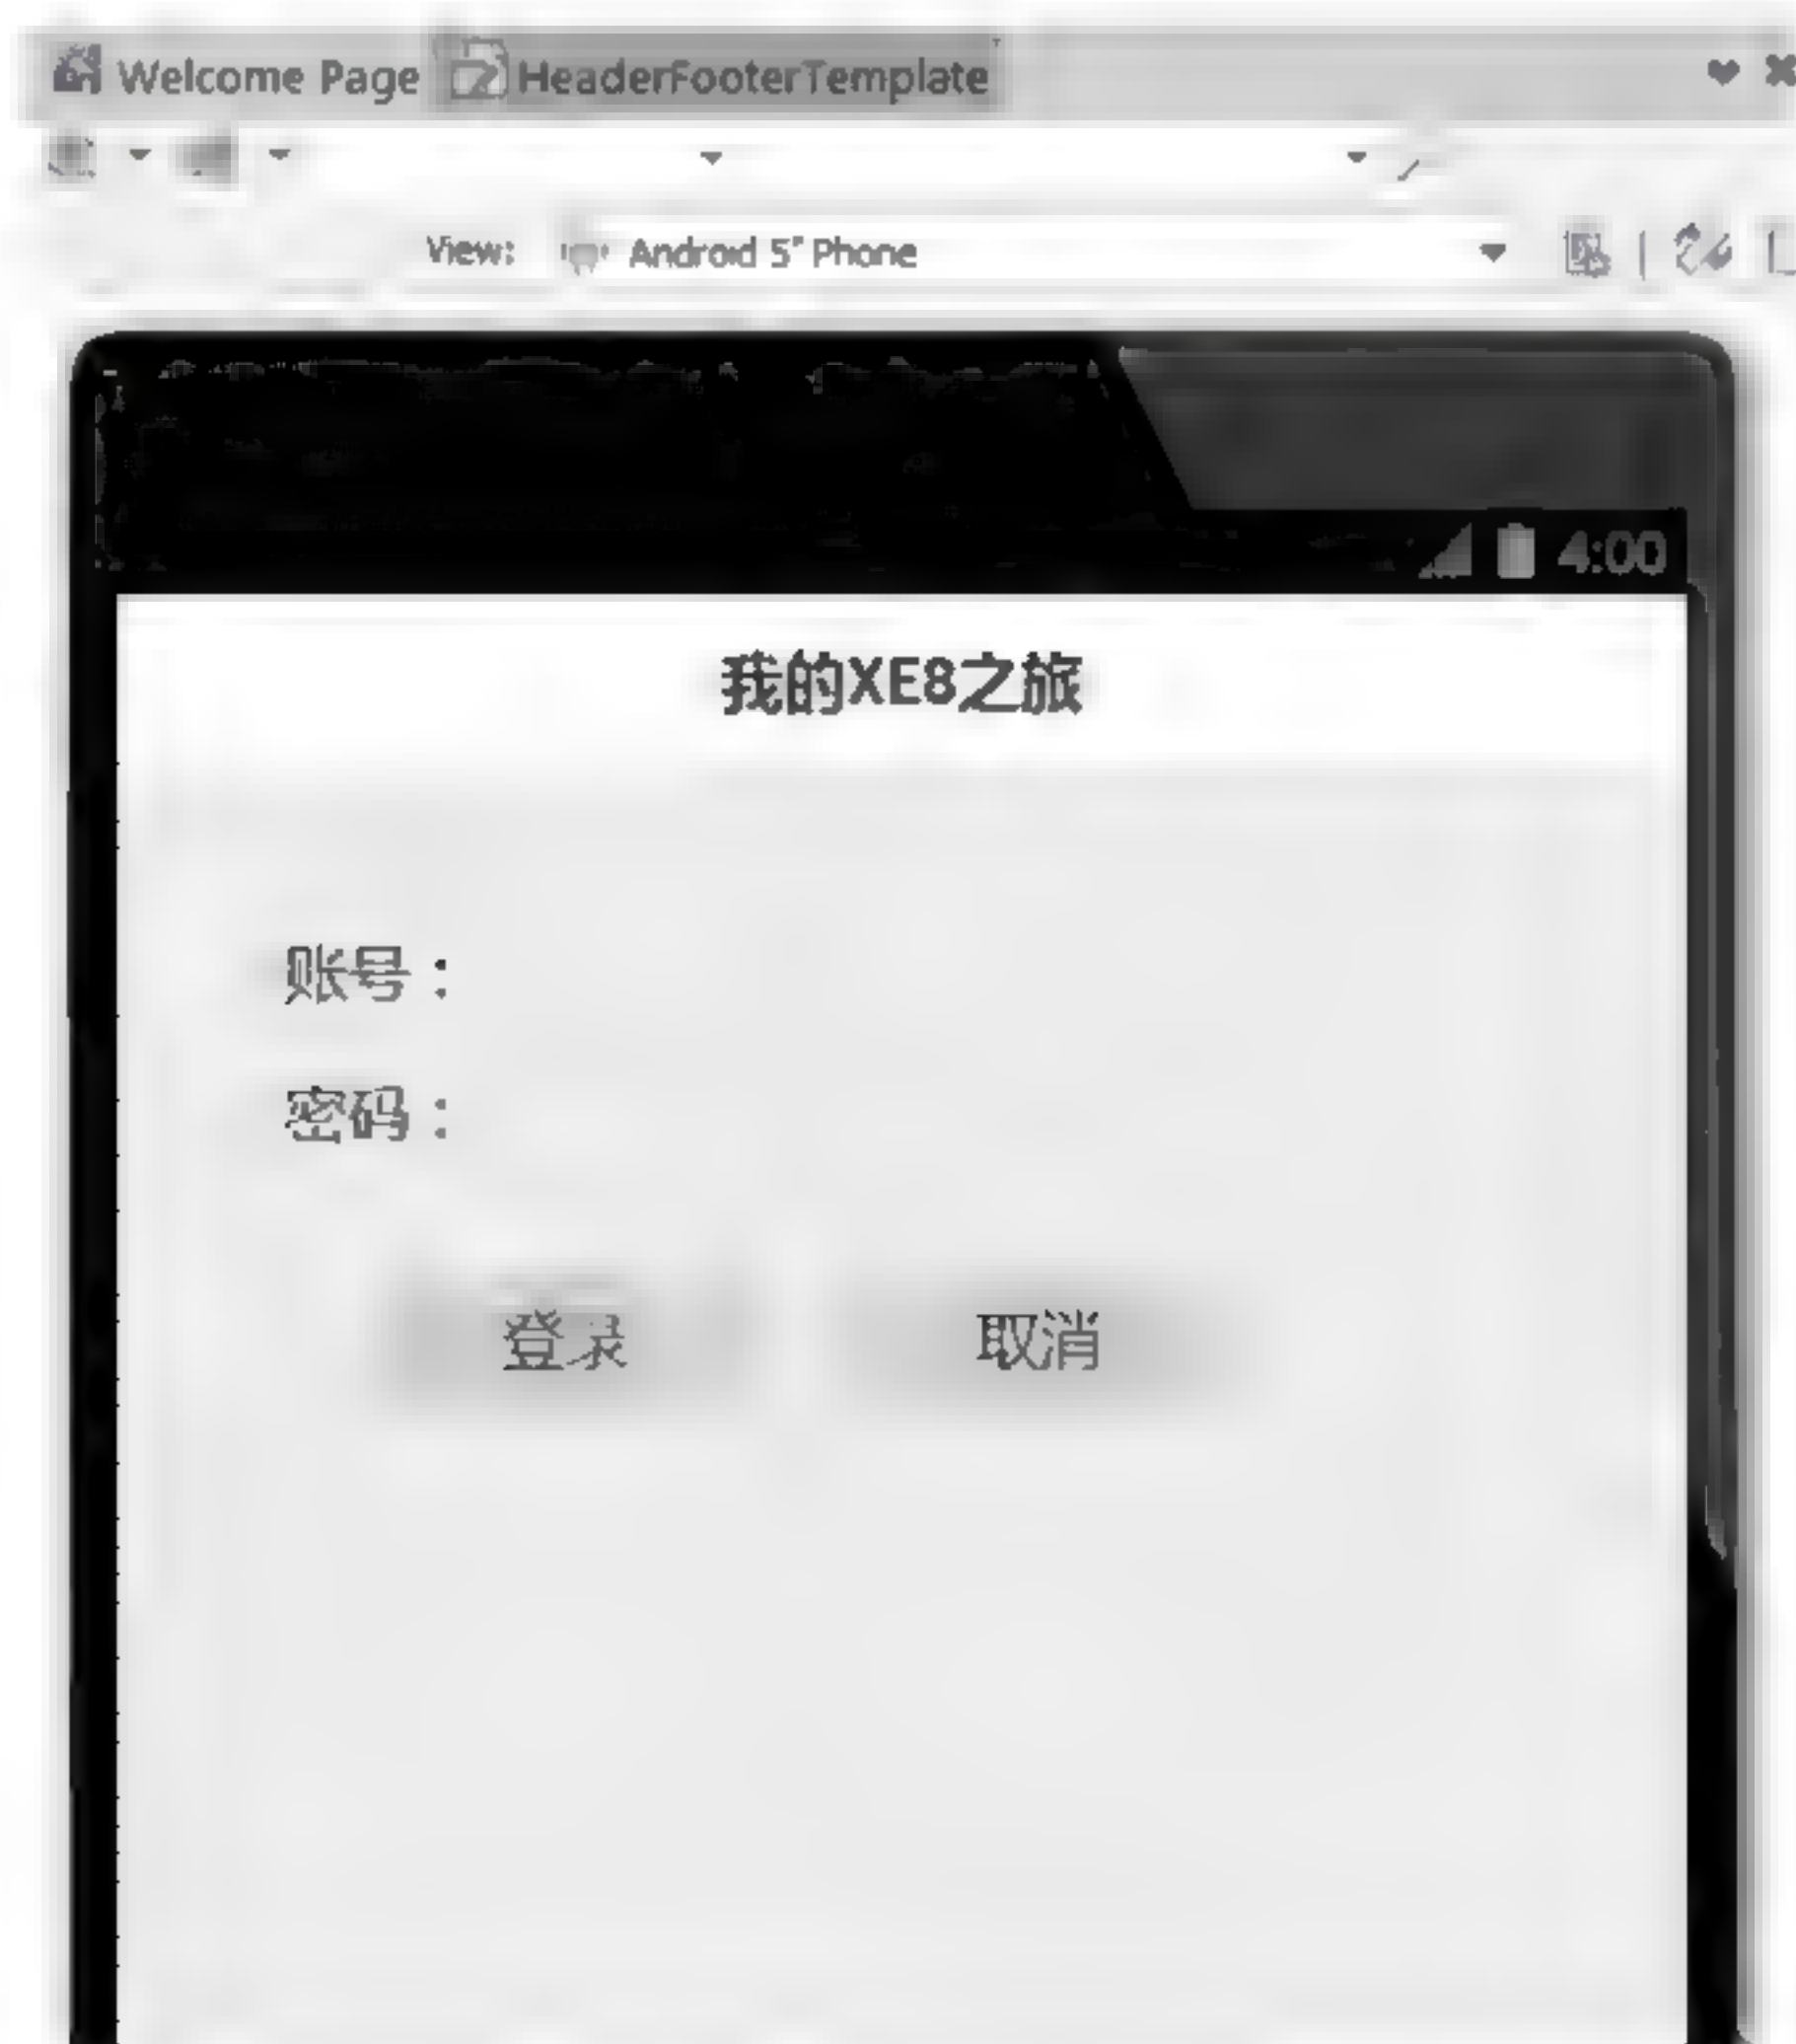 Welcome Page HeaderFooterTemplate
View: Android 5" Phone
4:00
我的XE8之旅
账号：
密码：
登录 取消